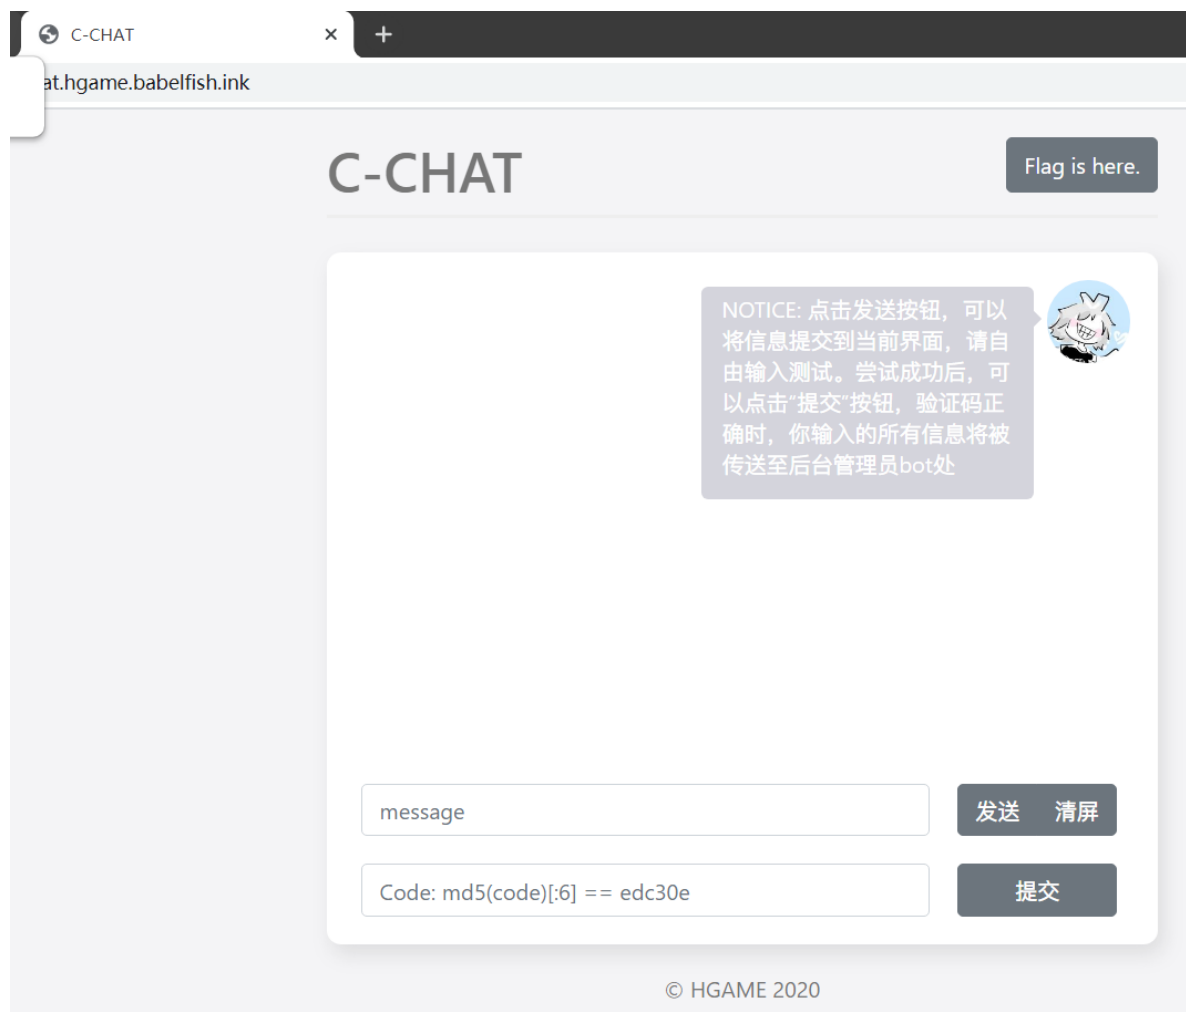 C-CHAT
at.hgame.babelfish.ink
C-CHAT
Flag is here.
NOTICE: 点击发送按钮，可以
将信息提交到当前界面，请自
由输入测试。尝试成功后，可
以点击“提交”按钮，验证码正
确时，你输入的所有信息将被
传送至后台管理员bot处
message
发送 清屏
Code: md5(code)[:6] == edc30e
提交
© HGAME 2020